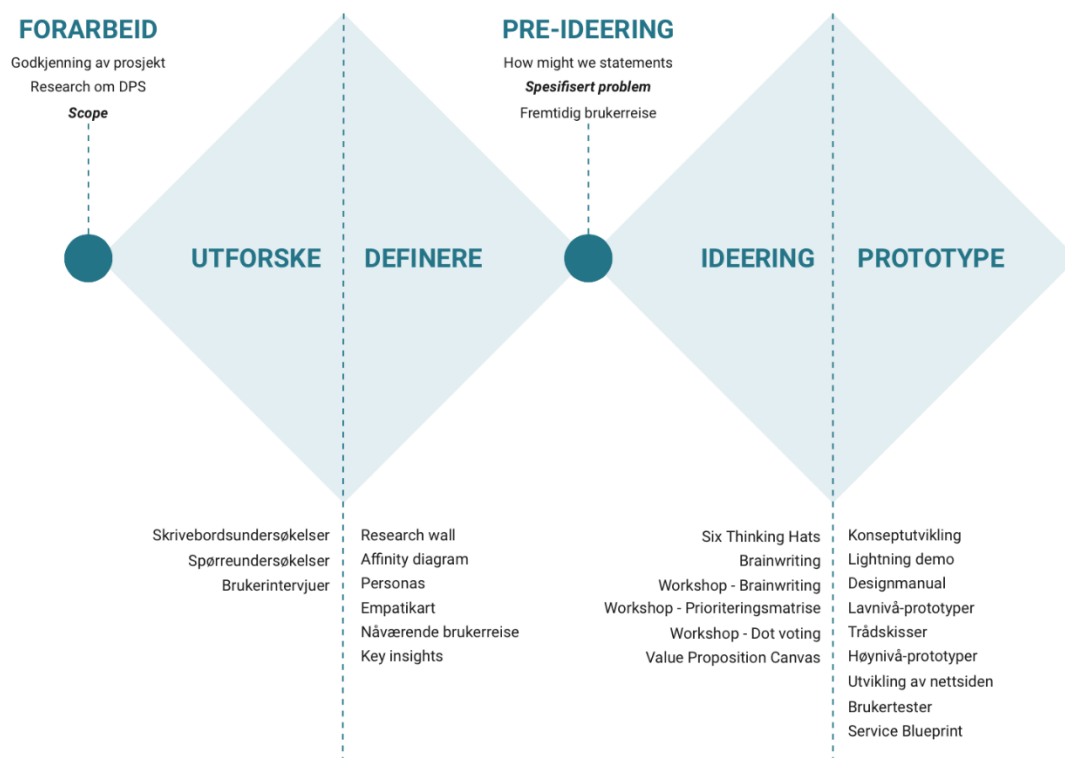 FORARBEID
Godkjenning av prosjekt
Research om DPS
Scope
PRE-IDEERING
How might we statements
Spesifisert problem
Fremtidig brukerreise
UTFORSKE
DEFINERE
IDEERING
PROTOTYPE
Skrivebordsundersøkelser
Spørreundersøkelser
Brukerintervjuer
Research wall
Affinity diagram
Personas
Empatikart
Nåværende brukerreise
Key insights
Six Thinking Hats
Brainwriting
Workshop - Brainwriting
Workshop - Prioriteringsmatrise
Workshop - Dot voting
Value Proposition Canvas
Konseptutvikling
Lightning demo
Designmanual
Lavnivå-prototyper
Trådskisser
Høynivå-prototyper
Utvikling av nettsiden
Brukertester
Service Blueprint